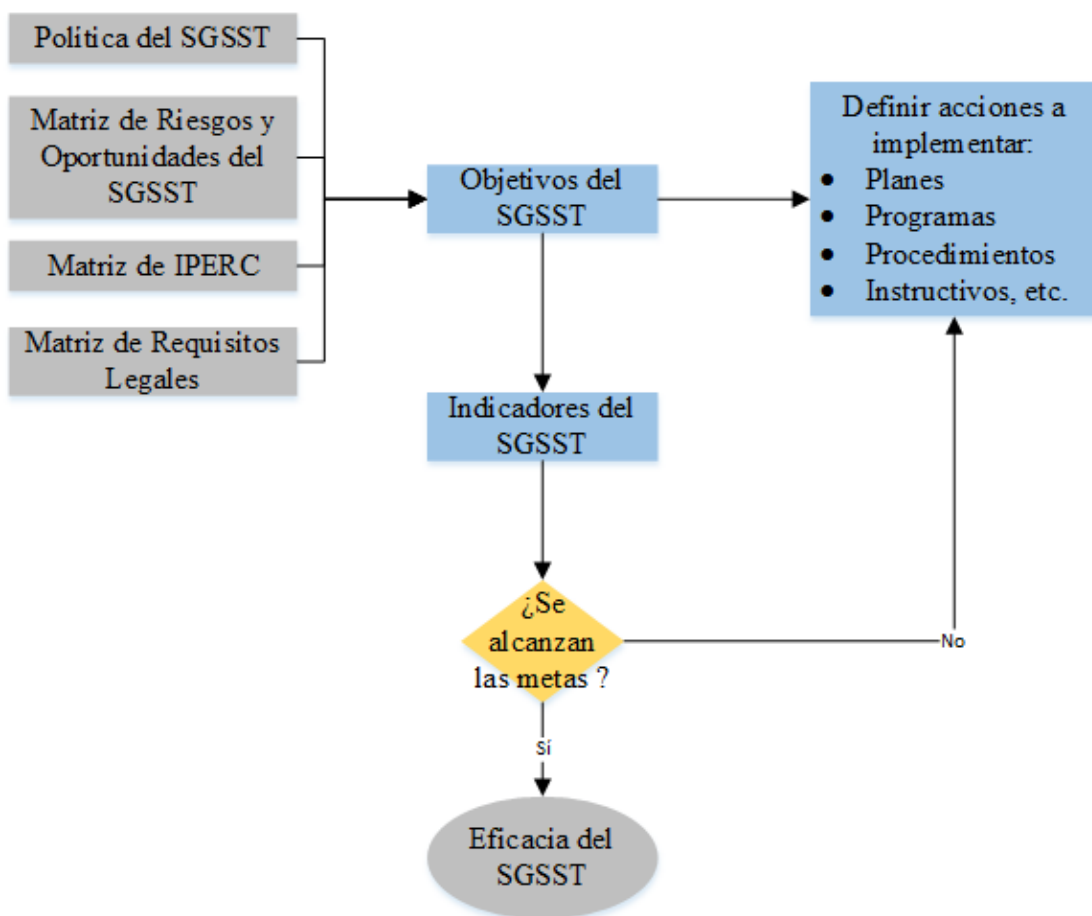 Política del SGSST
Matriz de Riesgos y
Oportunidades del
SGSST
Matriz de IPERC
Matriz de Requisitos
Legales
Objetivos del
SGSST
Definir acciones a
implementar:
• Planes
• Programas
• Procedimientos
• Instructivos, etc.
Indicadores del
SGSST
¿Se
alcanzan
las metas ?
No
Sí
Eficacia del
SGSST